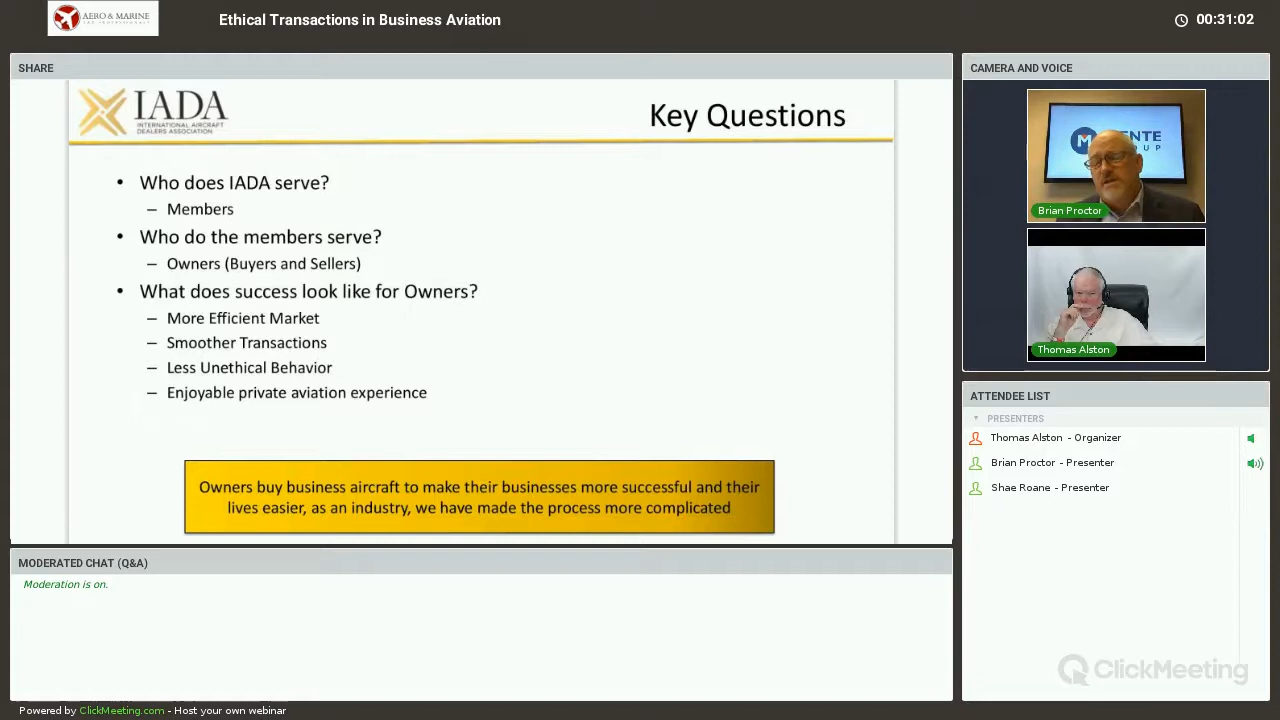 AERO & MARINE
TAX PROFESSIONALS
Ethical Transactions in Business Aviation
00:31:02
SHARE
IADA
INTERNATIONAL AIRCRAFT
DEALERS ASSOCIATION
Key Questions
• Who does IADA serve?
– Members
• Who do the members serve?
– Owners (Buyers and Sellers)
• What does success look like for Owners?
– More Efficient Market
– Smoother Transactions
– Less Unethical Behavior
– Enjoyable private aviation experience
Owners buy business aircraft to make their businesses more successful and their
lives easier, as an industry, we have made the process more complicated
CAMERA AND VOICE
Brian Proctor
Thomas Alston
ATTENDEE LIST
PRESENTERS
Thomas Alston - Organizer
Brian Proctor - Presenter
Shae Roane - Presenter
MODERATED CHAT (Q&A)
Moderation is on.
ClickMeeting
Powered by ClickMeeting.com - Host your own webinar